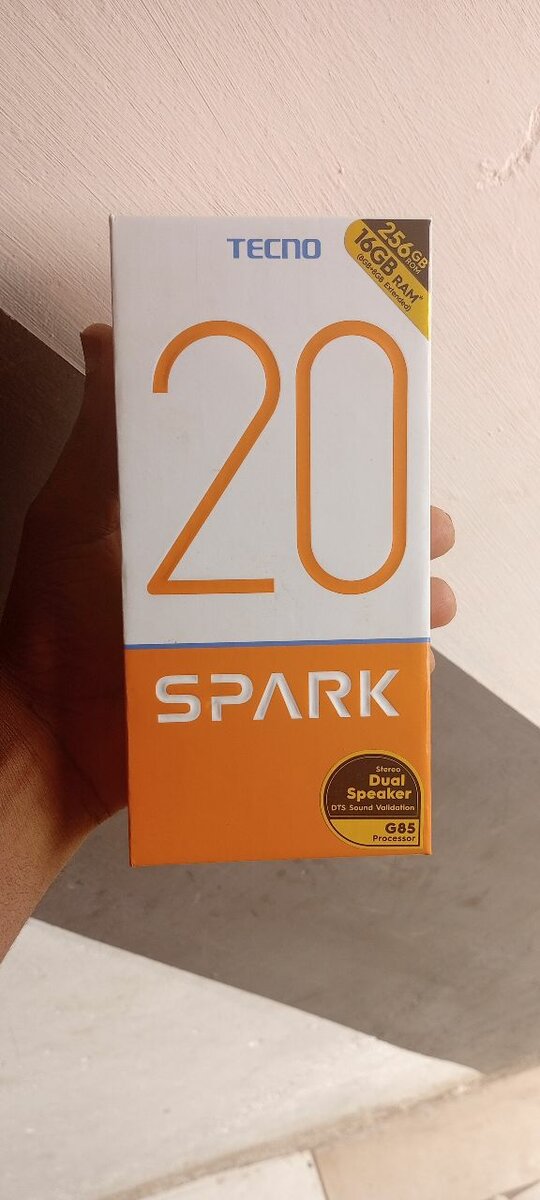 TECNO
256GB
ROM
16GB RAM*
(8GB+8GB Extended)
20
SPARK
Stereo
Dual
Speaker
DTS Sound Validation
G85
Processor